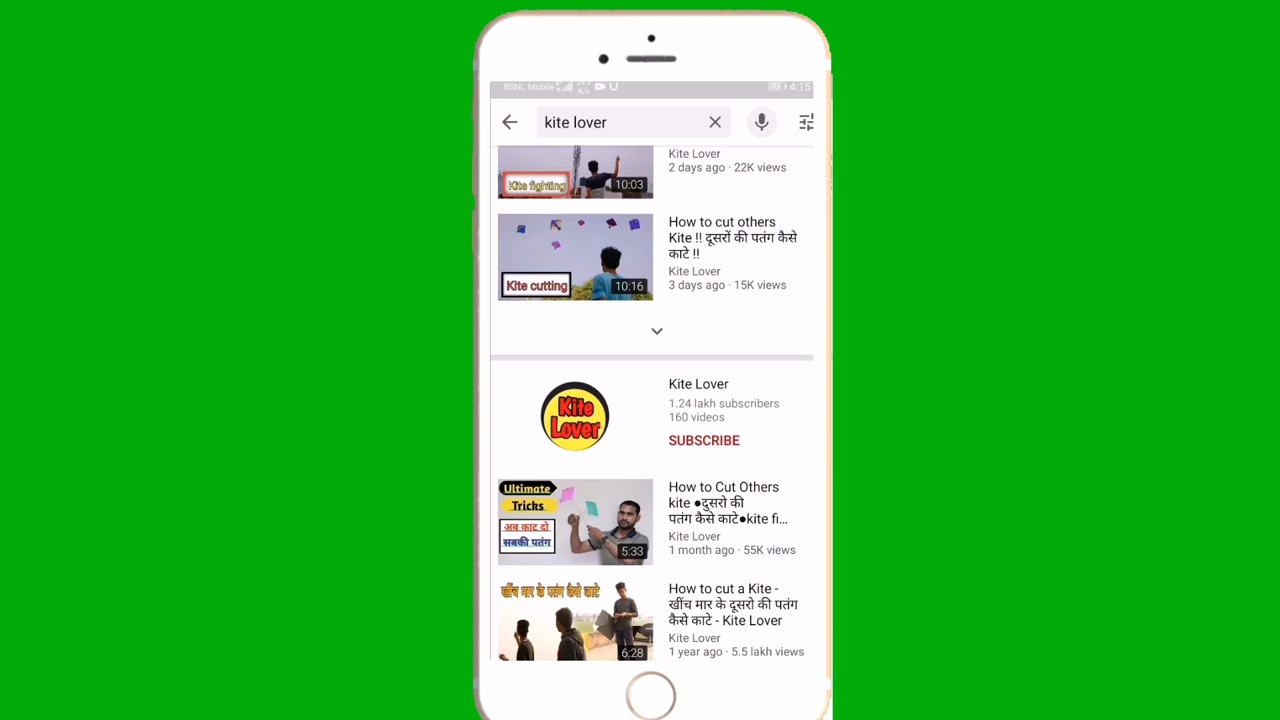 BSNL Mobile K/s U 4:15
kite lover
Kite Lover
2 days ago · 22K views
Kite fighting
10:03
How to cut others
Kite !! दूसरों की पतंग कैसे
काटे !!
Kite Lover
3 days ago · 15K views
Kite cutting
10:16
Kite
Lover
Kite Lover
1.24 lakh subscribers
160 videos
SUBSCRIBE
Ultimate
Tricks
अब काट दो
सबकी पतंग
5:33
How to Cut Others
kite ●दुसरो की
पतंग कैसे काटे●kite fi...
Kite Lover
1 month ago · 55K views
खींच मार के पतंग कैसे काटे
6:28
How to cut a Kite -
खींच मार के दूसरो की पतंग
कैसे काटे - Kite Lover
Kite Lover
1 year ago · 5.5 lakh views